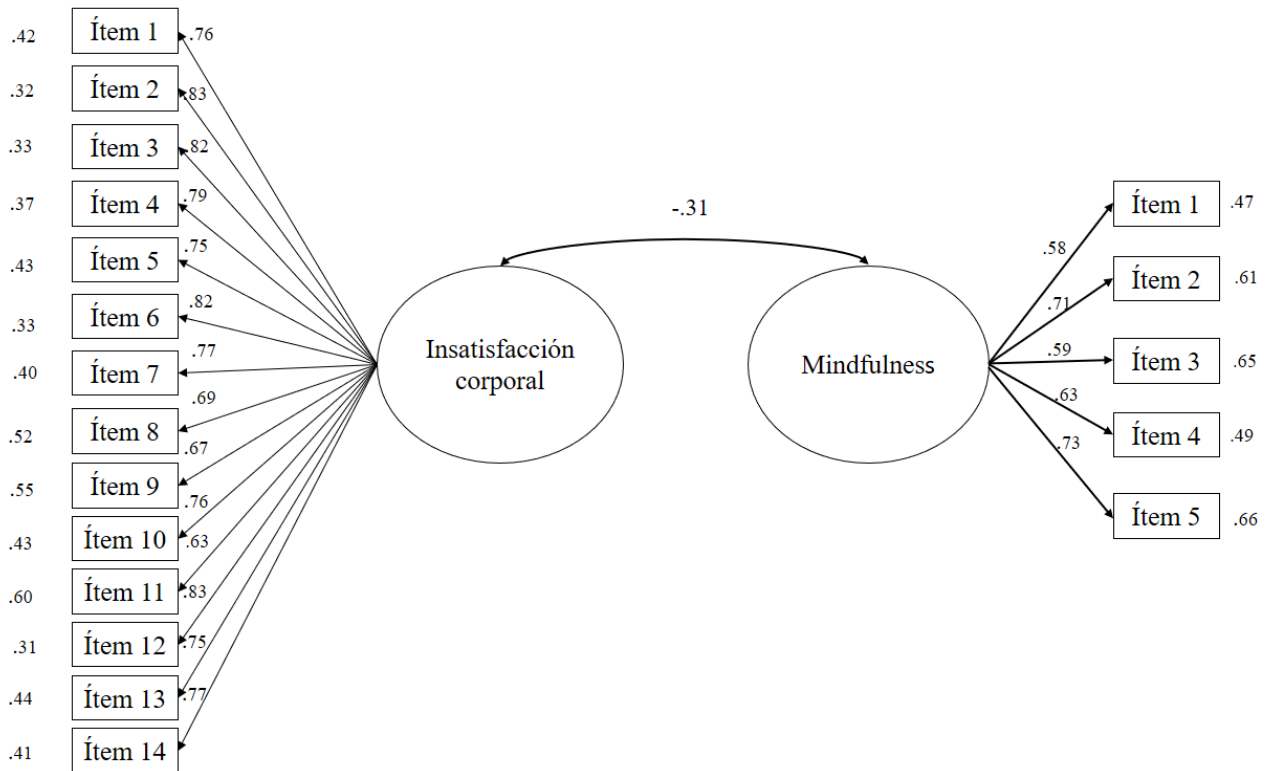 .42 Ítem 1 .76
.32 Ítem 2 .83
.33 Ítem 3 .82
.37 Ítem 4 .79
.43 Ítem 5 .75
.33 Ítem 6 .82
.40 Ítem 7 .77
.52 Ítem 8 .69
.55 Ítem 9 .67
.43 Ítem 10 .76
.60 Ítem 11 .63
.31 Ítem 12 .83
.44 Ítem 13 .75
.41 Ítem 14 .77
Insatisfacción
corporal
-.31
Mindfulness
.58 Ítem 1 .47
.71 Ítem 2 .61
.59 Ítem 3 .65
.63 Ítem 4 .49
.73 Ítem 5 .66